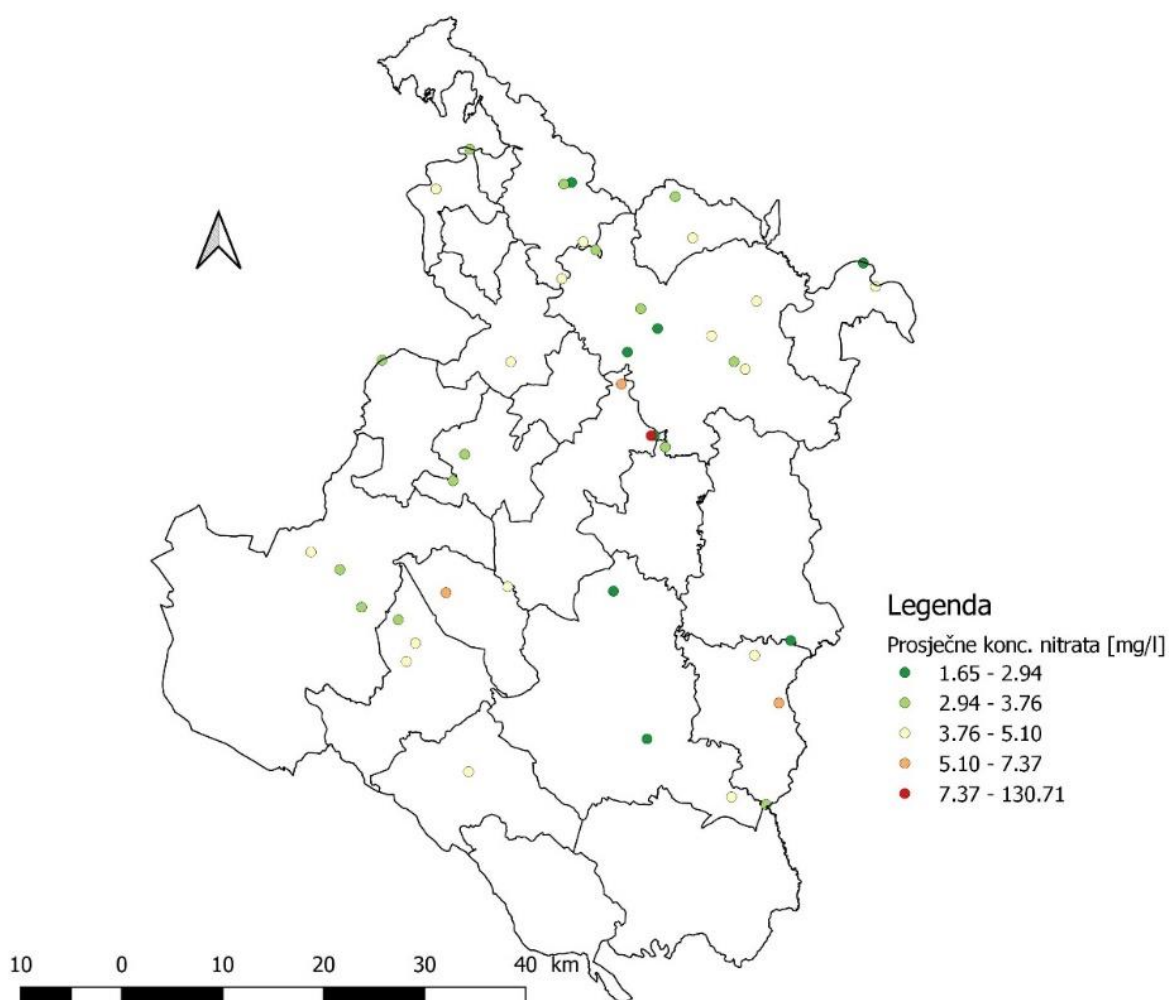 Legenda
Prosječne konc. nitrata [mg/l]
1.65 - 2.94
2.94 - 3.76
3.76 - 5.10
5.10 - 7.37
7.37 - 130.71
10 0 10 20 30 40 km